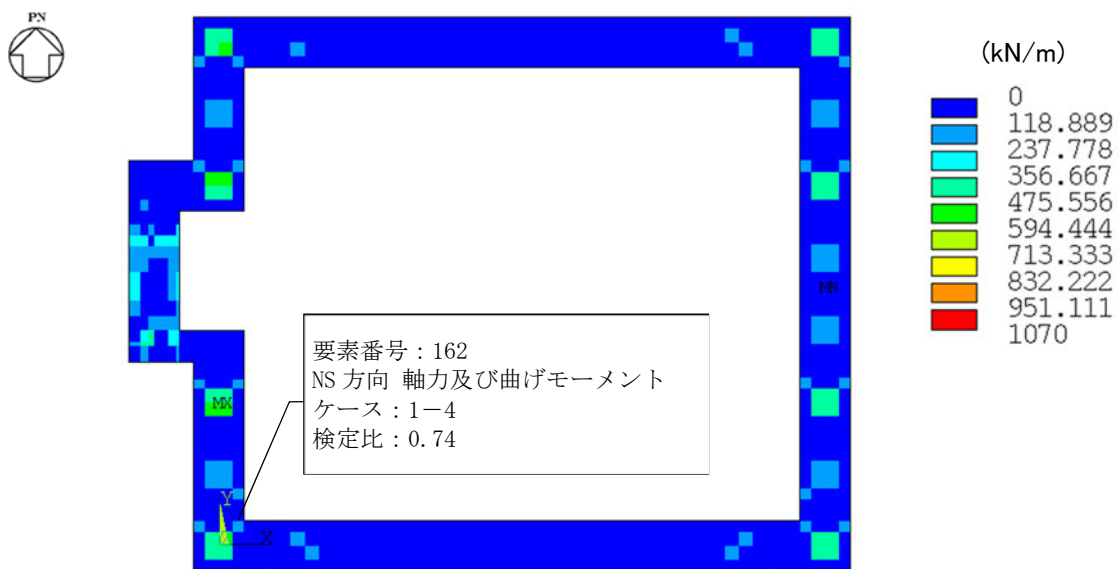 PN
(kN/m)
0
118.889
237.778
356.667
475.556
594.444
713.333
832.222
951.111
1070
MN
要素番号：162
NS 方向 軸力及び曲げモーメント
ケース：1－4
検定比：0.74
MX
Y
X